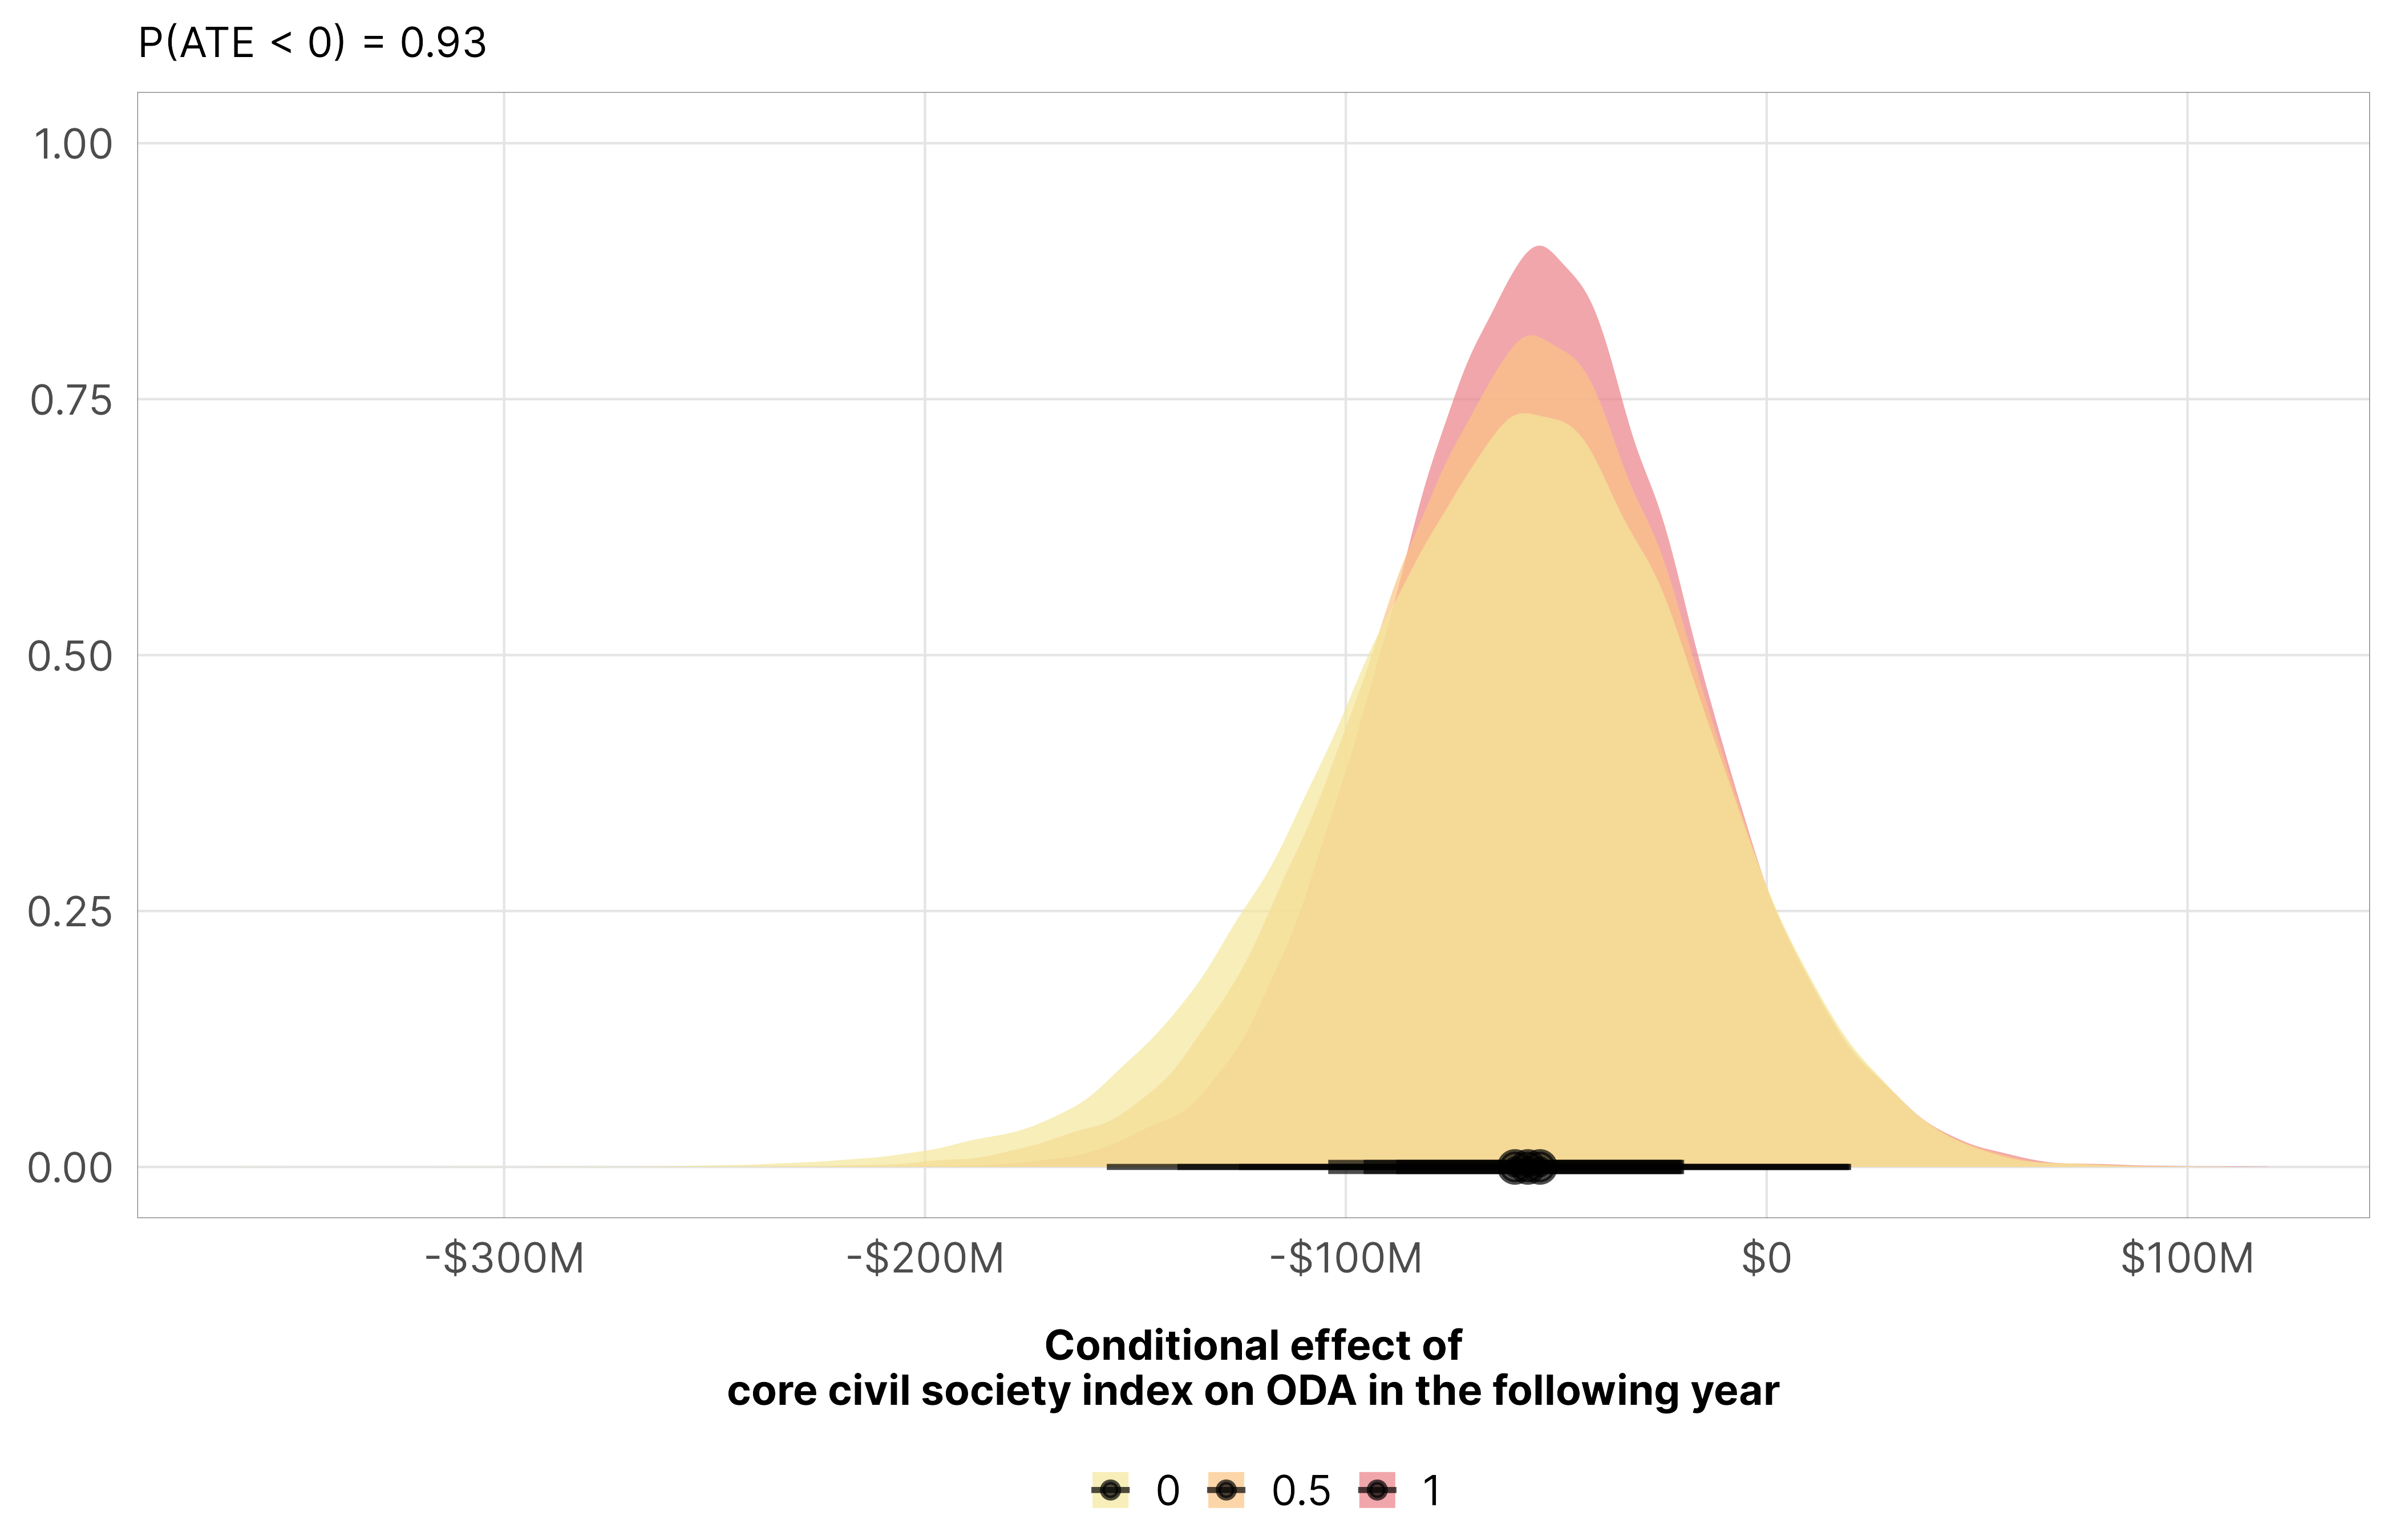 P(ATE < 0) = 0.93
1.00
0.75
0.50
0.25
0.00
-$300M -$200M -$100M $0 $100M
Conditional effect of
core civil society index on ODA in the following year
0 0.5 1